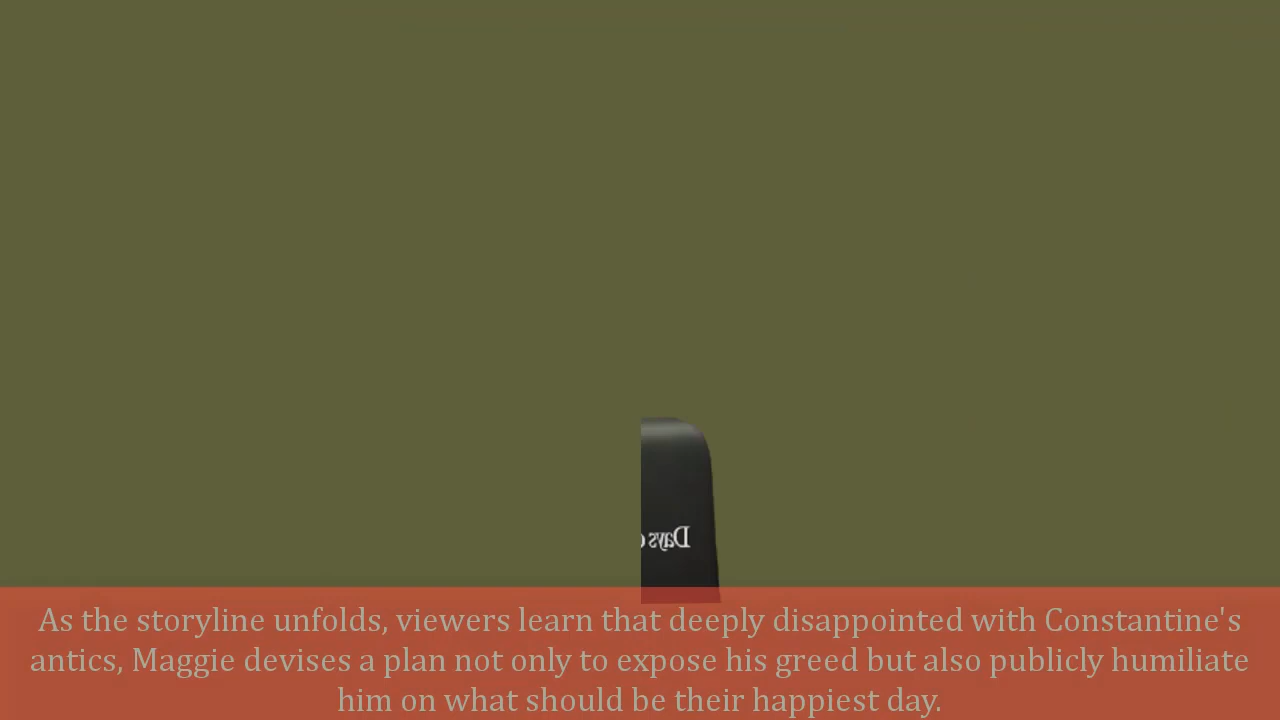 Days
As the storyline unfolds, viewers learn that deeply disappointed with Constantine's
antics, Maggie devises a plan not only to expose his greed but also publicly humiliate
him on what should be their happiest day.